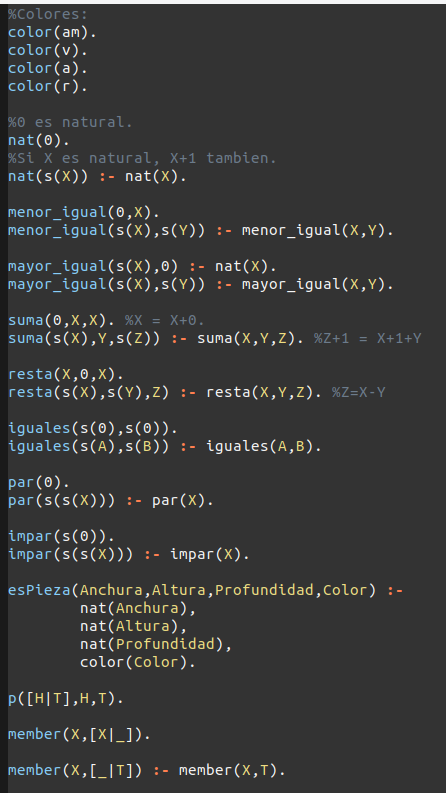 %Colores:
color(am).
color(v).
color(a).
color(r).
%0 es natural.
nat(0).
%Si X es natural, X+1 tambien.
nat(s(X)) :- nat(X).
menor_igual(0,X).
menor_igual(s(X),s(Y)) :- menor_igual(X,Y).
mayor_igual(s(X),0) :- nat(X).
mayor_igual(s(X),s(Y)) :- mayor_igual(X,Y).
suma(0,X,X). %X = X+0.
suma(s(X),Y,s(Z)) :- suma(X,Y,Z). %Z+1 = X+1+Y
resta(X,0,X).
resta(s(X),s(Y),Z) :- resta(X,Y,Z). %Z=X-Y
iguales(s(0),s(0)).
iguales(s(A),s(B)) :- iguales(A,B).
par(0).
par(s(s(X))) :- par(X).
impar(s(0)).
impar(s(s(X))) :- impar(X).
esPieza(Anchura,Altura,Profundidad,Color) :-
nat(Anchura),
nat(Altura),
nat(Profundidad),
color(Color).
p([H|T],H,T).
member(X,[X|_]).
member(X,[_|T]) :- member(X,T).